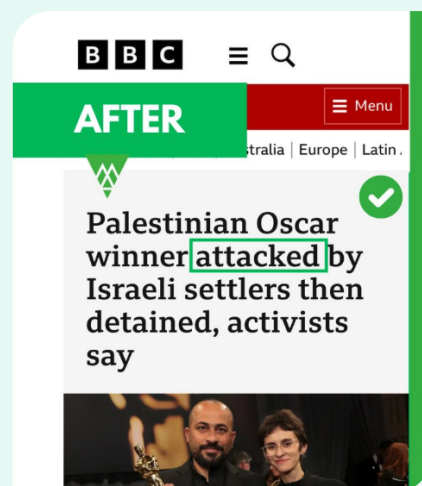 BBC
Menu
AFTER
stralia | Europe | Latin
Palestinian Oscar
winner attacked by
Israeli settlers then
detained, activists
say